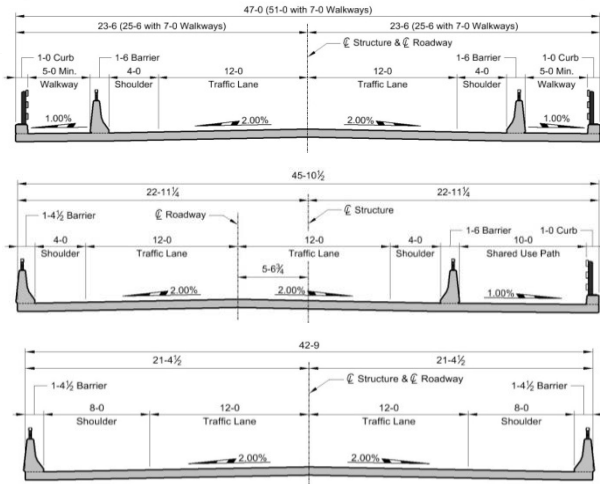 47-0 (51-0 with 7-0 Walkways)
23-6 (25-6 with 7-0 Walkways)
23-6 (25-6 with 7-0 Walkways)
℄ Structure & ℄ Roadway
1-0 Curb
5-0 Min.
Walkway
1-6 Barrier
4-0
Shoulder
12-0
Traffic Lane
12-0
Traffic Lane
1-6 Barrier
4-0
Shoulder
1-0 Curb
5-0 Min.
Walkway
1.00%
2.00%
2.00%
1.00%
45-10½
22-11¼
22-11¼
1-4½ Barrier
℄ Roadway
℄ Structure
4-0
Shoulder
12-0
Traffic Lane
12-0
Traffic Lane
4-0
Shoulder
1-6 Barrier
1-0 Curb
10-0
Shared Use Path
5-6¾
2.00%
2.00%
1.00%
42-9
21-4½
21-4½
1-4½ Barrier
℄ Structure & ℄ Roadway
1-4½ Barrier
8-0
Shoulder
12-0
Traffic Lane
12-0
Traffic Lane
8-0
Shoulder
2.00%
2.00%